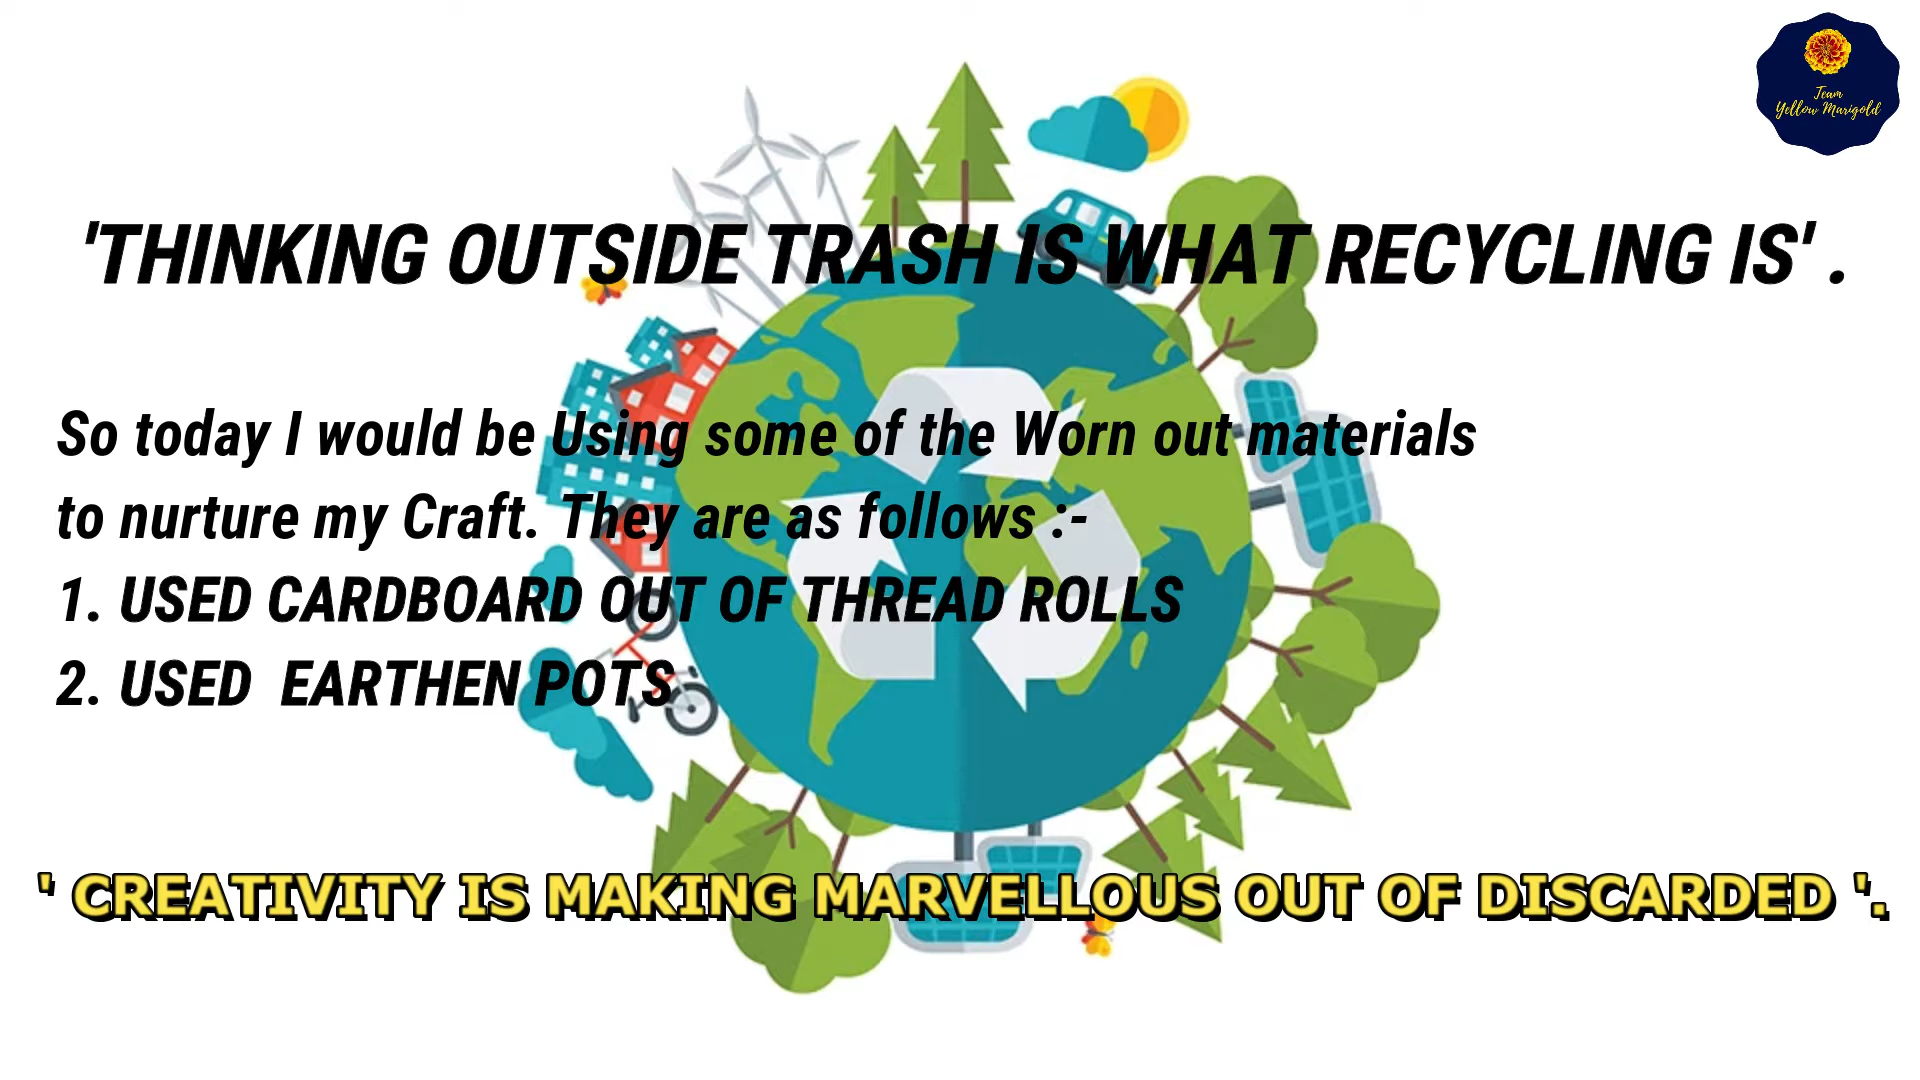 Team
Yellow Marigold
'THINKING OUTSIDE TRASH IS WHAT RECYCLING IS' .
So today I would be Using some of the Worn out materials
to nurture my Craft. They are as follows :-
1. USED CARDBOARD OUT OF THREAD ROLLS
2. USED  EARTHEN POTS
' CREATIVITY IS MAKING MARVELLOUS OUT OF DISCARDED '.